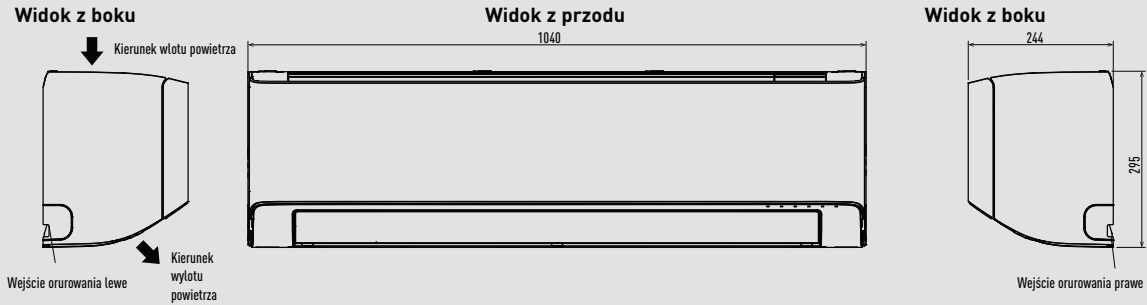 Widok z boku
Kierunek wlotu powietrza
Kierunek
wylotu
powietrza
Wejście orurowania lewe
Widok z przodu
1040
Widok z boku
244
295
Wejście orurowania prawe